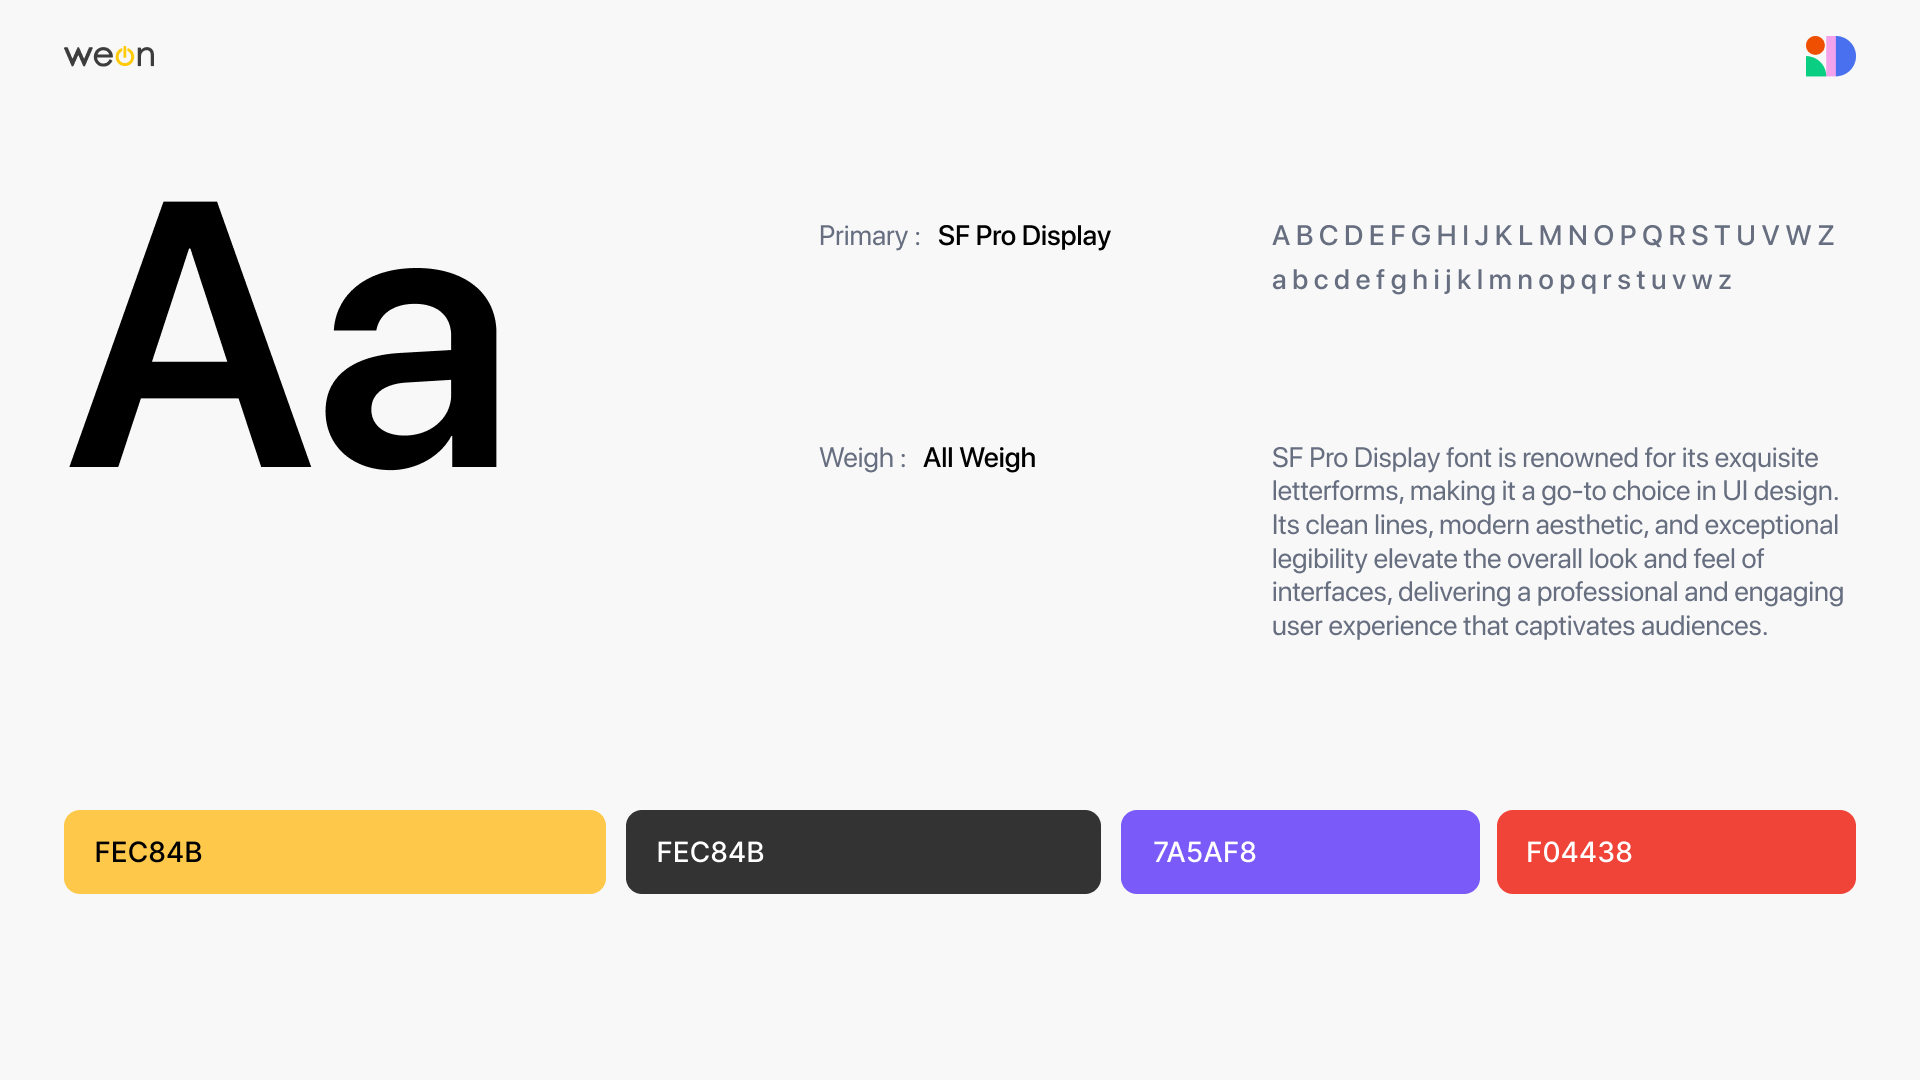 weon
Aa
Primary : SF Pro Display
A B C D E F G H I J K L M N O P Q R S T U V W Z
a b c d e f g h i j k l m n o p q r s t u v w z
Weigh : All Weigh
SF Pro Display font is renowned for its exquisite
letterforms, making it a go-to choice in UI design.
Its clean lines, modern aesthetic, and exceptional
legibility elevate the overall look and feel of
interfaces, delivering a professional and engaging
user experience that captivates audiences.
FEC84B
FEC84B
7A5AF8
F04438